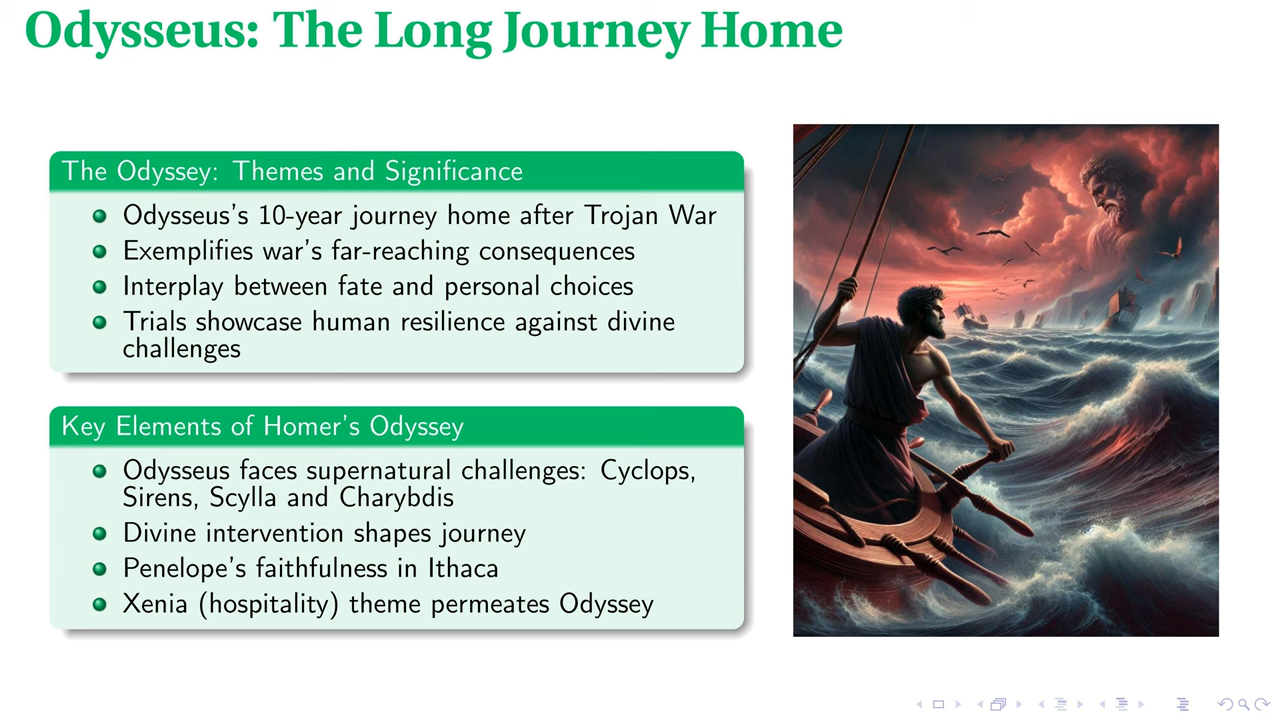 Odysseus: The Long Journey Home
The Odyssey: Themes and Significance
Odysseus's 10-year journey home after Trojan War
Exemplifies war's far-reaching consequences
Interplay between fate and personal choices
Trials showcase human resilience against divine
challenges
Key Elements of Homer's Odyssey
Odysseus faces supernatural challenges: Cyclops,
Sirens, Scylla and Charybdis
Divine intervention shapes journey
Penelope's faithfulness in Ithaca
Xenia (hospitality) theme permeates Odyssey